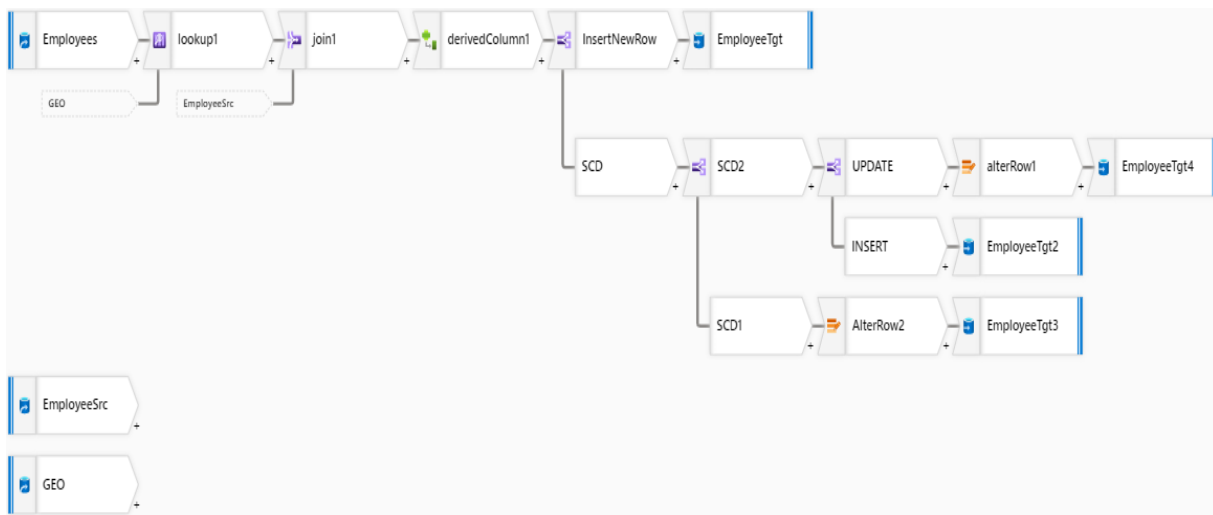 Employees
lookup1
join1
derivedColumn1
InsertNewRow
EmployeeTgt
+
+
+
+
+
GEO
EmployeeSrc
SCD
SCD2
UPDATE
alterRow1
EmployeeTgt4
+
+
+
+
INSERT
EmployeeTgt2
+
SCD1
AlterRow2
EmployeeTgt3
+
+
EmployeeSrc
+
GEO
+